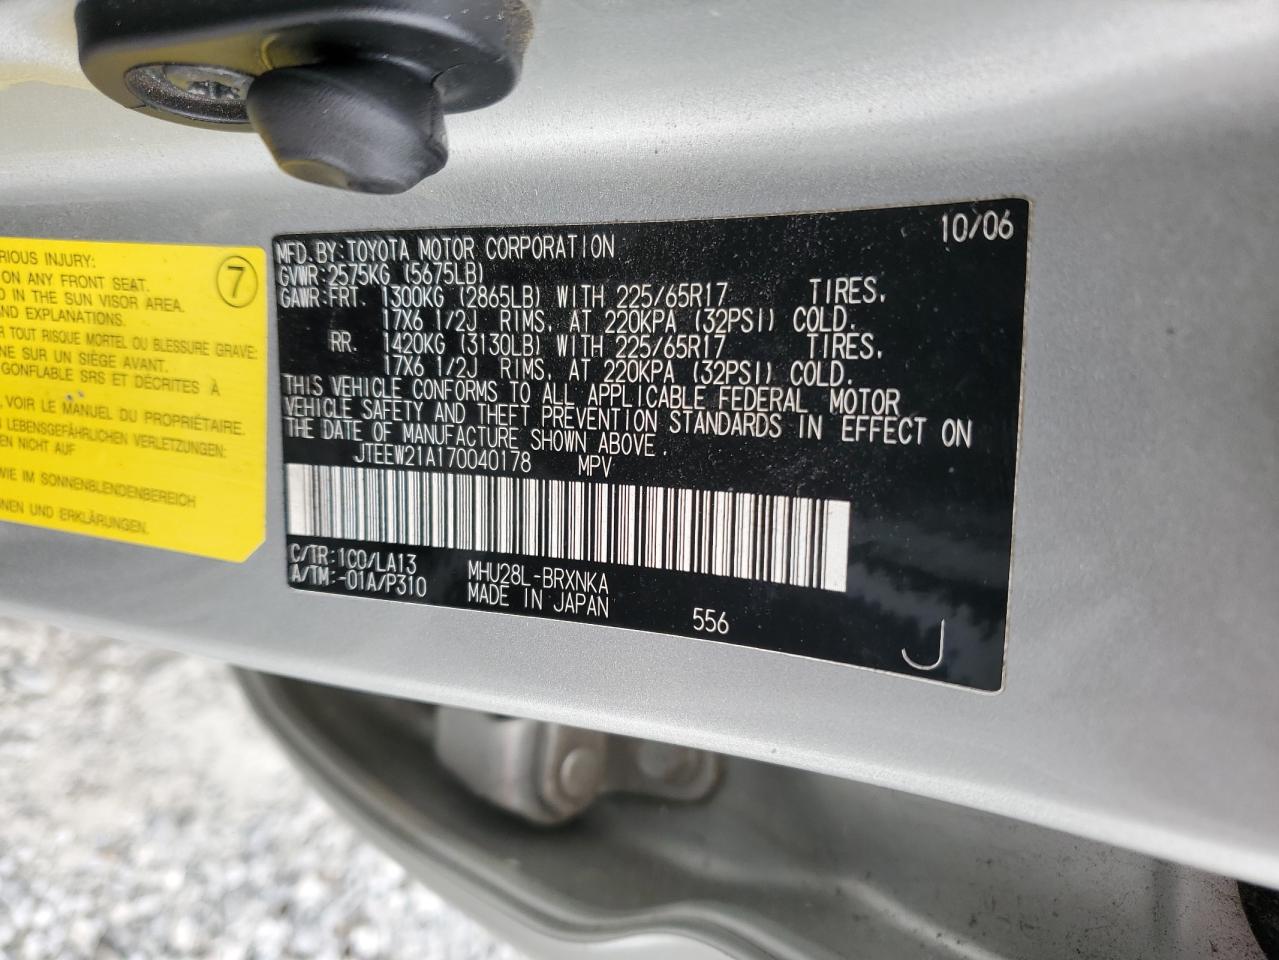 RIOUS INJURY:
ON ANY FRONT SEAT.
D IN THE SUN VISOR AREA.
AND EXPLANATIONS.
R TOUT RISQUE MORTEL OU BLESSURE GRAVE:
NE SUR UN SIÈGE AVANT.
GONFLABLE SRS ET DÉCRITES À
VOIR LE MANUEL DU PROPRIÉTAIRE.
LEBENSGEFÄHRLICHEN VERLETZUNGEN:
EN NICHT AUF
WIE IM SONNENBLENDENBEREICH
NEN UND ERKLÄRUNGEN.
7
10/06
MFD. BY: TOYOTA MOTOR CORPORATION
GVWR: 2575KG (5675LB)
GAWR: FRT. 1300KG (2865LB) WITH 225/65R17 TIRES.
17X6 1/2J RIMS. AT 220KPA (32PSI) COLD.
RR. 1420KG (3130LB) WITH 225/65R17 TIRES.
17X6 1/2J RIMS. AT 220KPA (32PSI) COLD.
THIS VEHICLE CONFORMS TO ALL APPLICABLE FEDERAL MOTOR
VEHICLE SAFETY AND THEFT PREVENTION STANDARDS IN EFFECT ON
THE DATE OF MANUFACTURE SHOWN ABOVE.
JTEEW21A170040178 MPV
C/TR: 1C0/LA13 MHU28L-BRXNKA
A/TM: -01A/P310 MADE IN JAPAN 556
J